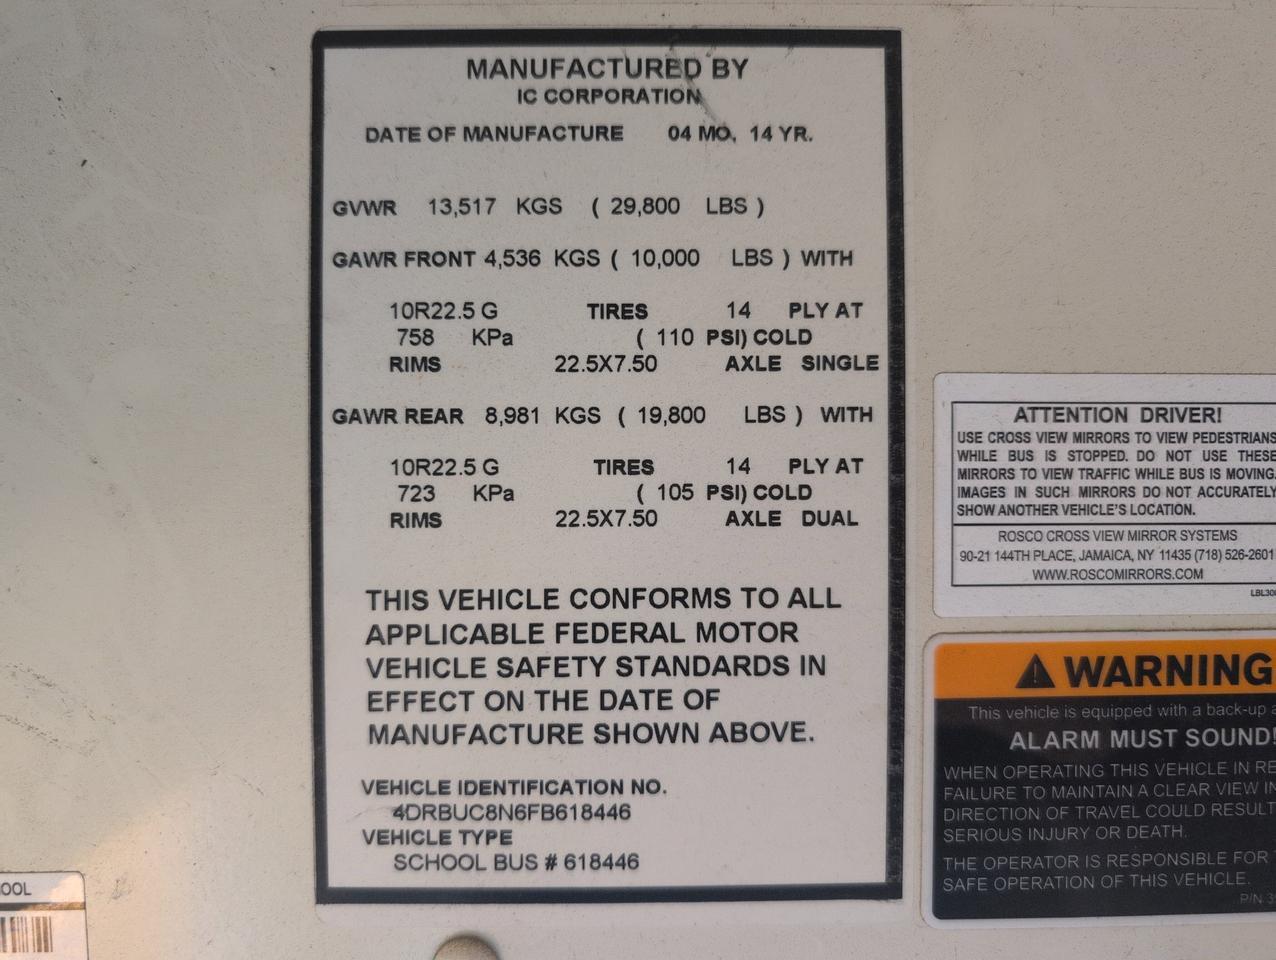 MANUFACTURED BY
IC CORPORATION
DATE OF MANUFACTURE 04 MO. 14 YR.
GVWR 13,517 KGS ( 29,800 LBS )
GAWR FRONT 4,536 KGS ( 10,000 LBS ) WITH
10R22.5 G TIRES 14 PLY AT
758 KPa ( 110 PSI) COLD
RIMS 22.5X7.50 AXLE SINGLE
GAWR REAR 8,981 KGS ( 19,800 LBS ) WITH
10R22.5 G TIRES 14 PLY AT
723 KPa ( 105 PSI) COLD
RIMS 22.5X7.50 AXLE DUAL
THIS VEHICLE CONFORMS TO ALL
APPLICABLE FEDERAL MOTOR
VEHICLE SAFETY STANDARDS IN
EFFECT ON THE DATE OF
MANUFACTURE SHOWN ABOVE.
VEHICLE IDENTIFICATION NO.
4DRBUC8N6FB618446
VEHICLE TYPE
SCHOOL BUS # 618446
ATTENTION DRIVER!
USE CROSS VIEW MIRRORS TO VIEW PEDESTRIANS
WHILE BUS IS STOPPED. DO NOT USE THESE
MIRRORS TO VIEW TRAFFIC WHILE BUS IS MOVING.
IMAGES IN SUCH MIRRORS DO NOT ACCURATELY
SHOW ANOTHER VEHICLE'S LOCATION.
ROSCO CROSS VIEW MIRROR SYSTEMS
90-21 144TH PLACE, JAMAICA, NY 11435 (718) 526-2601
WWW.ROSCOMIRRORS.COM
WARNING
This vehicle is equipped with a back-up
ALARM MUST SOUND!
WHEN OPERATING THIS VEHICLE IN
FAILURE TO MAINTAIN A CLEAR VIEW IN
DIRECTION OF TRAVEL COULD RESULT
SERIOUS INJURY OR DEATH.
THE OPERATOR IS RESPONSIBLE FOR
SAFE OPERATION OF THIS VEHICLE.
P/N